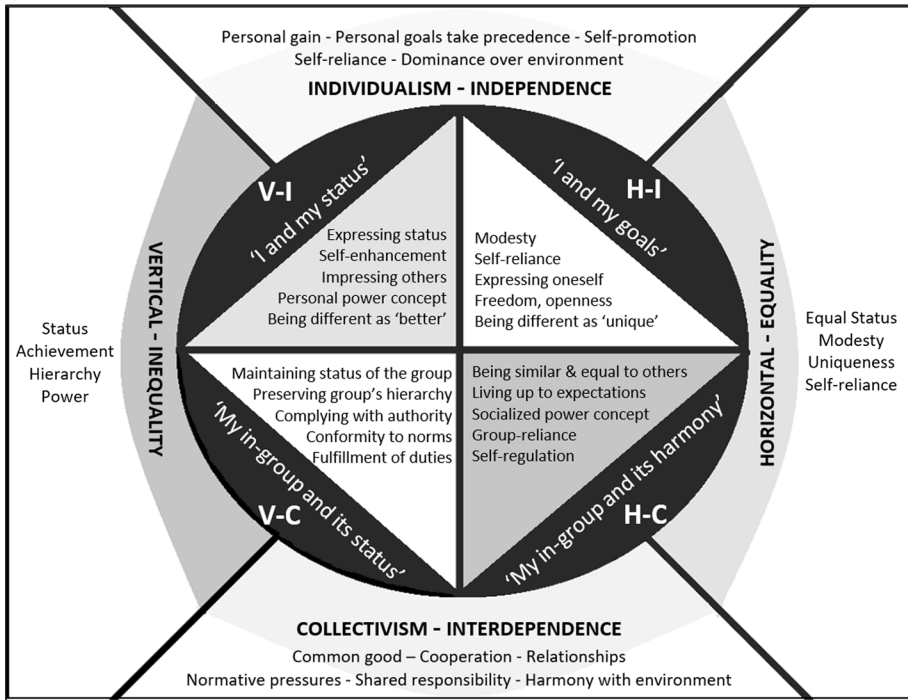 Personal gain - Personal goals take precedence - Self-promotion
Self-reliance - Dominance over environment
INDIVIDUALISM - INDEPENDENCE
V-I
'I and my status'
H-I
'I and my goals'
Expressing status
Self-enhancement
Impressing others
Personal power concept
Being different as 'better'
Modesty
Self-reliance
Expressing oneself
Freedom, openness
Being different as 'unique'
VERTICAL - INEQUALITY
Status
Achievement
Hierarchy
Power
HORIZONTAL - EQUALITY
Equal Status
Modesty
Uniqueness
Self-reliance
Maintaining status of the group
Preserving group's hierarchy
Complying with authority
Conformity to norms
Fulfillment of duties
Being similar & equal to others
Living up to expectations
Socialized power concept
Group-reliance
Self-regulation
V-C
'My in-group and its status'
H-C
'My in-group and its harmony'
COLLECTIVISM - INTERDEPENDENCE
Common good – Cooperation - Relationships
Normative pressures - Shared responsibility - Harmony with environment